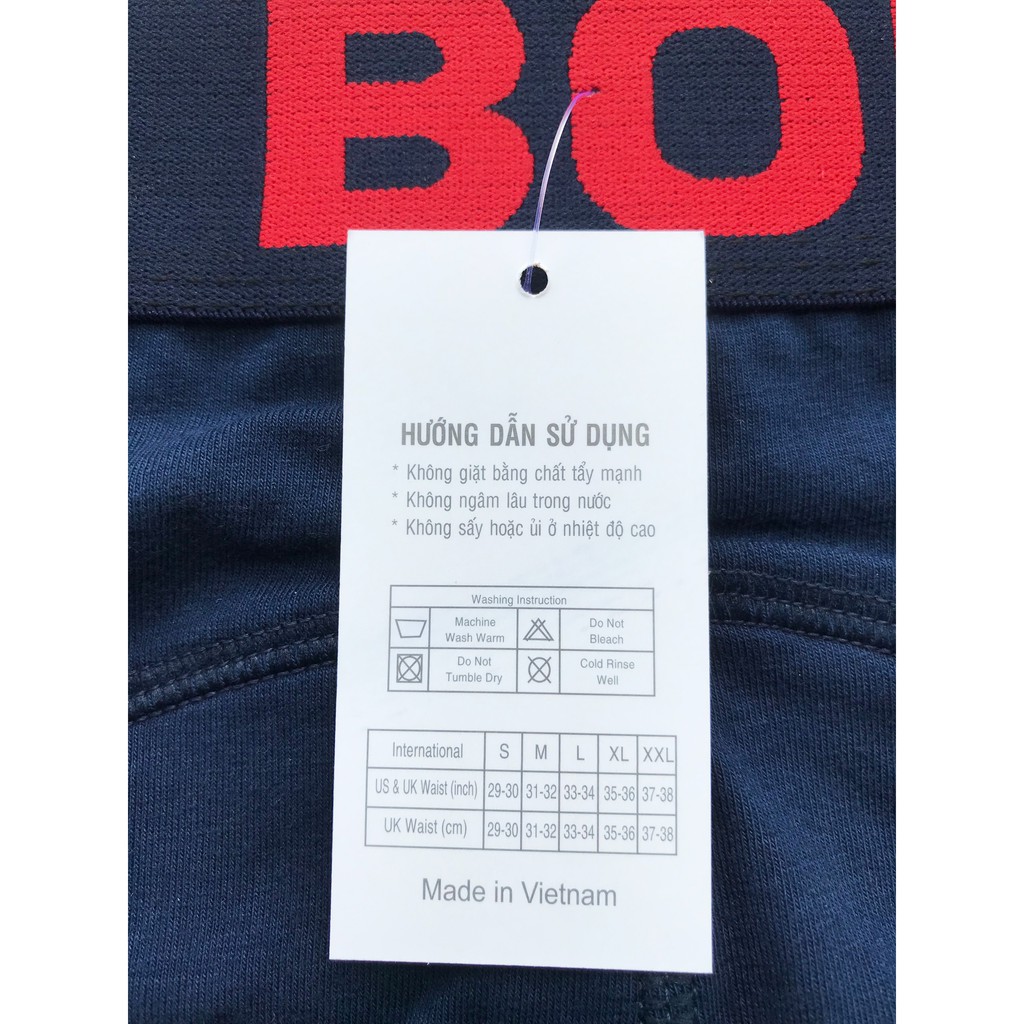 BO
HƯỚNG DẪN SỬ DỤNG
* Không giặt bằng chất tẩy mạnh
* Không ngâm lâu trong nước
* Không sấy hoặc ủi ở nhiệt độ cao
Washing Instruction
Machine Wash Warm
Do Not Bleach
Do Not Tumble Dry
Cold Rinse Well
International S M L XL XXL
US & UK Waist (inch) 29-30 31-32 33-34 35-36 37-38
UK Waist (cm) 29-30 31-32 33-34 35-36 37-38
Made in Vietnam